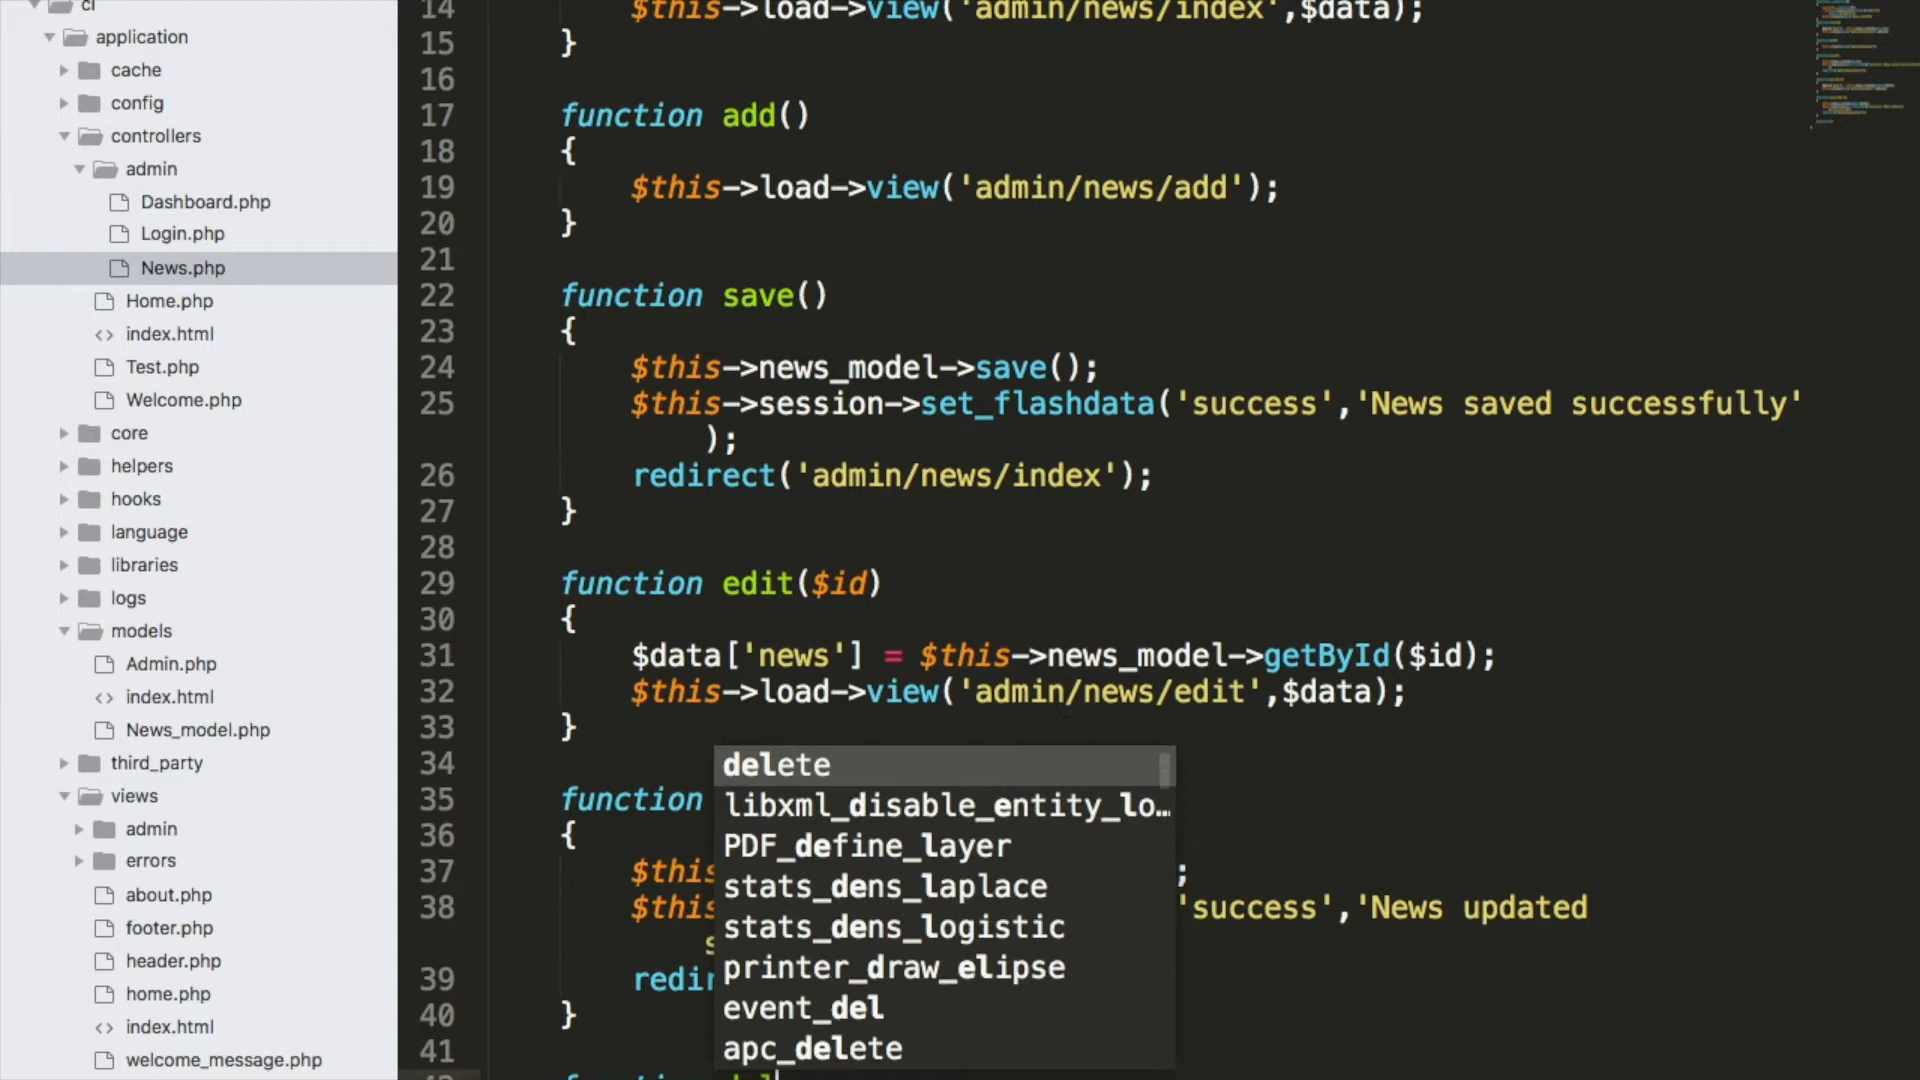 ci
application
cache
config
controllers
admin
Dashboard.php
Login.php
News.php
Home.php
index.html
Test.php
Welcome.php
core
helpers
hooks
language
libraries
logs
models
Admin.php
index.html
News_model.php
third_party
views
admin
errors
about.php
footer.php
header.php
home.php
index.html
welcome_message.php
14 $this->load->view('admin/news/index',$data);
15 }
16
17 function add()
18 {
19 $this->load->view('admin/news/add');
20 }
21
22 function save()
23 {
24 $this->news_model->save();
25 $this->session->set_flashdata('success','News saved successfully'
);
26 redirect('admin/news/index');
27 }
28
29 function edit($id)
30 {
31 $data['news'] = $this->news_model->getById($id);
32 $this->load->view('admin/news/edit',$data);
33 }
34
35 function
36 {
37 $this ;
38 $this 'success','News updated
39
40 }
41
delete
libxml_disable_entity_lo…
PDF_define_layer
stats_dens_laplace
stats_dens_logistic
printer_draw_elipse
event_del
apc_delete